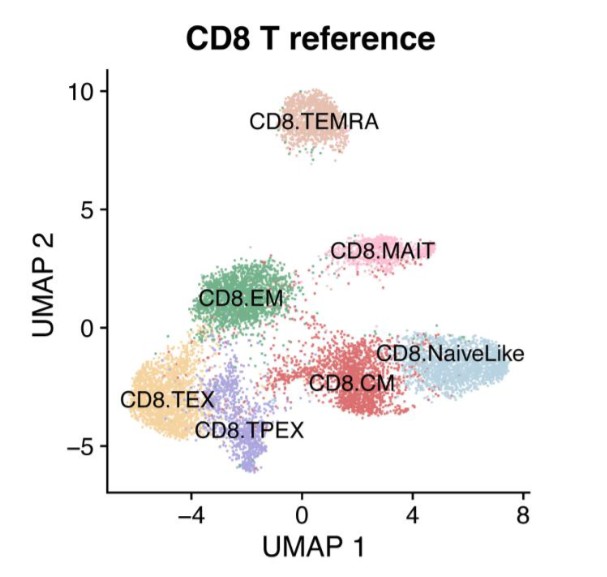 CD8 T reference
10
CD8.TEMRA
5
CD8.MAIT
UMAP 2
CD8.EM
0
CD8.NaiveLike
CD8.CM
CD8.TEX
CD8.TPEX
−5
−4
0
4
8
UMAP 1